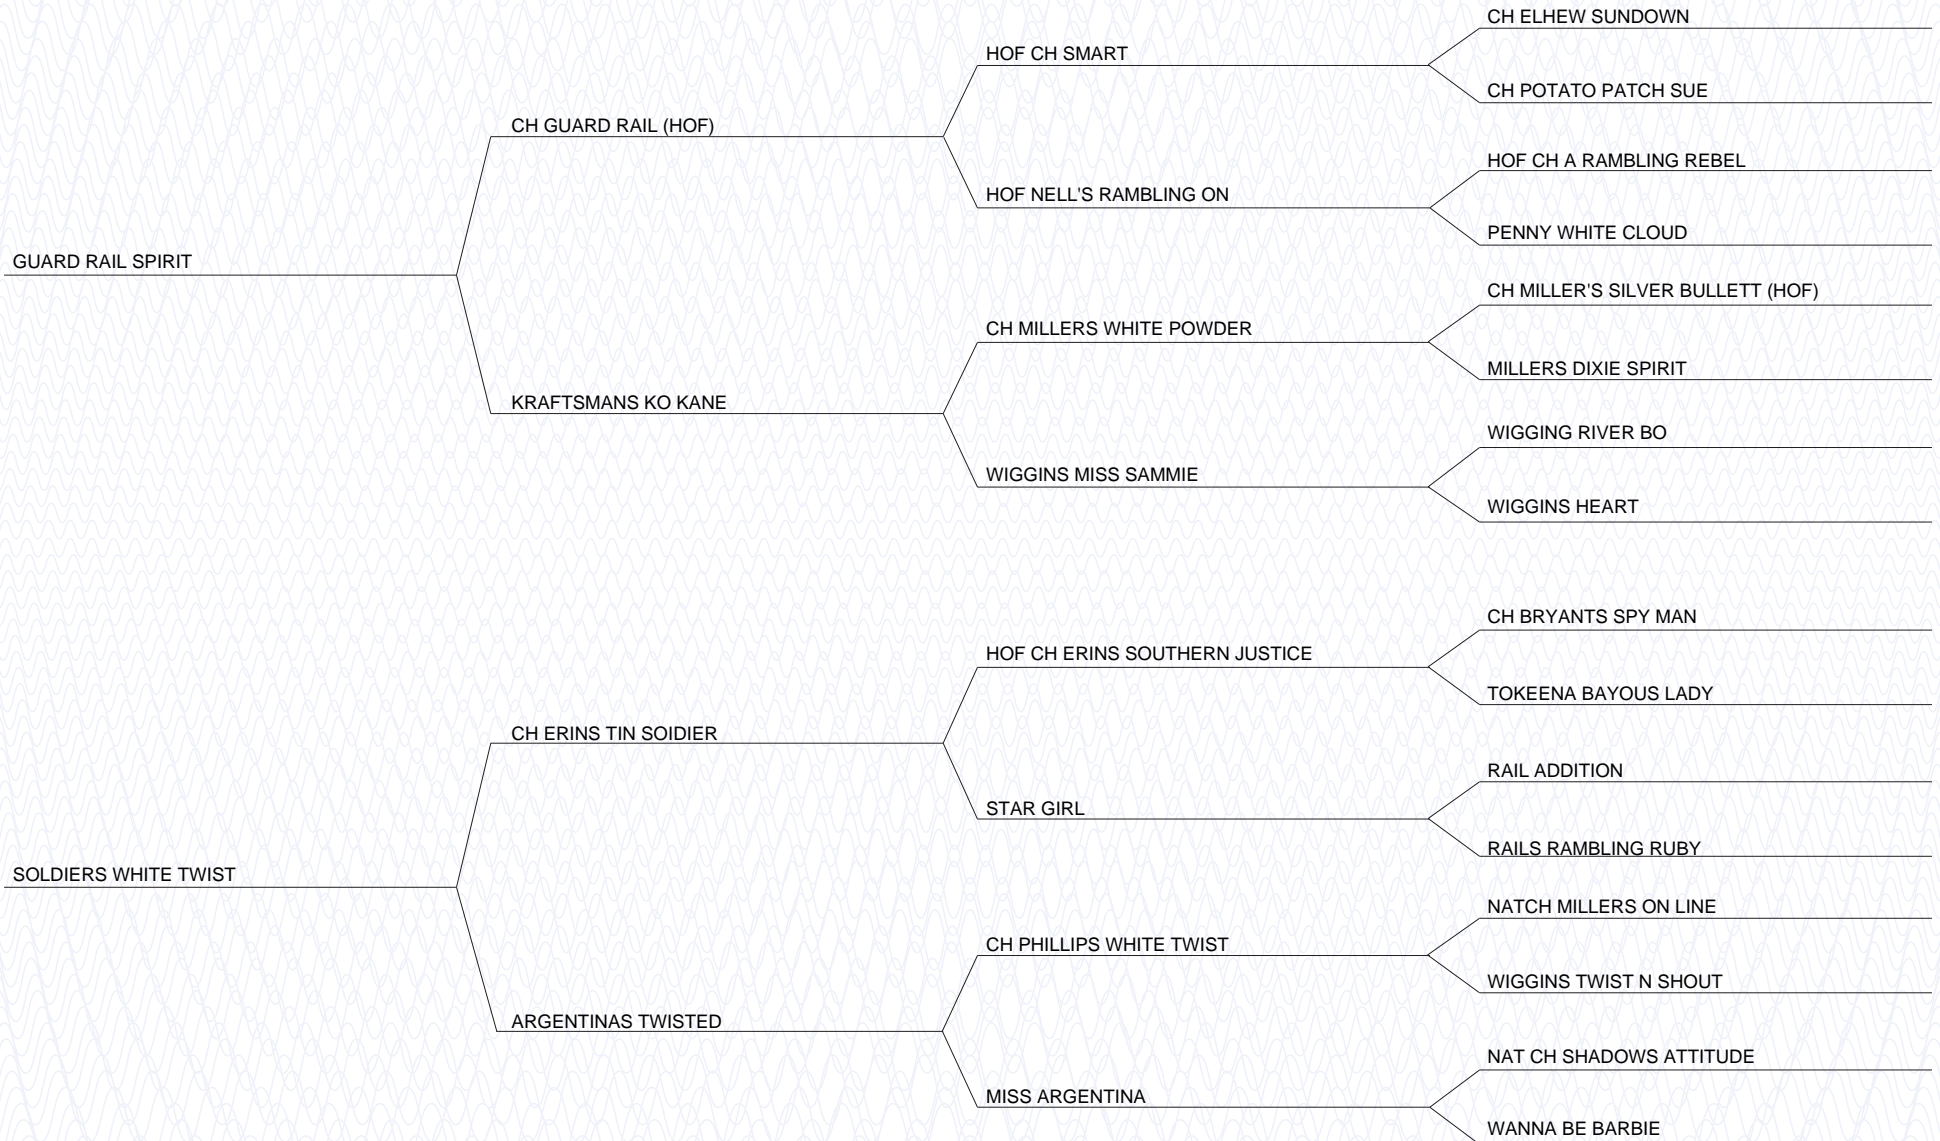 CH ELHEW SUNDOWN
HOF CH SMART
CH POTATO PATCH SUE
CH GUARD RAIL (HOF)
HOF CH A RAMBLING REBEL
HOF NELL'S RAMBLING ON
PENNY WHITE CLOUD
GUARD RAIL SPIRIT
CH MILLER'S SILVER BULLETT (HOF)
CH MILLERS WHITE POWDER
MILLERS DIXIE SPIRIT
KRAFTSMANS KO KANE
WIGGING RIVER BO
WIGGINS MISS SAMMIE
WIGGINS HEART
CH BRYANTS SPY MAN
HOF CH ERINS SOUTHERN JUSTICE
TOKEENA BAYOUS LADY
CH ERINS TIN SOIDIER
RAIL ADDITION
STAR GIRL
RAILS RAMBLING RUBY
SOLDIERS WHITE TWIST
NATCH MILLERS ON LINE
CH PHILLIPS WHITE TWIST
WIGGINS TWIST N SHOUT
ARGENTINAS TWISTED
NAT CH SHADOWS ATTITUDE
MISS ARGENTINA
WANNA BE BARBIE